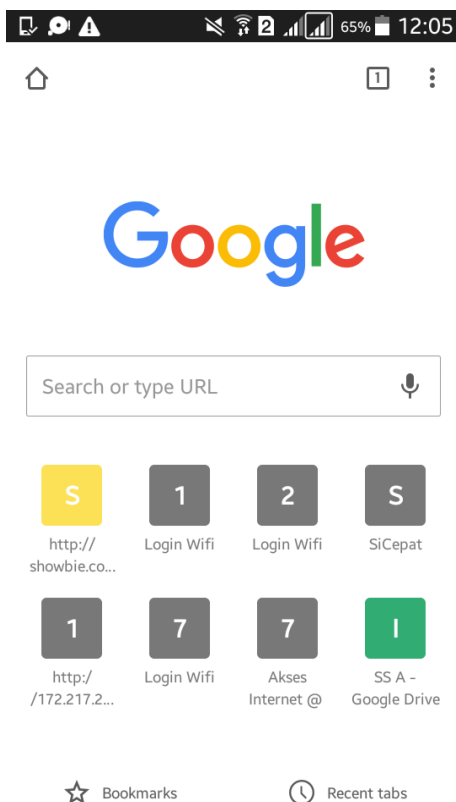 2 65% 12:05
1
Google
Search or type URL
S 1 2 S
http:// Login Wifi Login Wifi SiCepat
showbie.co...
1 7 7 I
http:/ Login Wifi Akses SS A -
/172.217.2... Internet @ Google Drive
Bookmarks Recent tabs